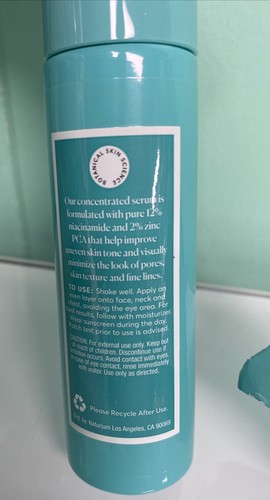 BOTANICAL SKIN SCIENCE
Our concentrated serum is
formulated with pure 12%
niacinamide and 2% zinc
PCA that help improve
uneven skin tone and visually
minimize the look of pores,
skin texture and fine lines.
TO USE: Shake well. Apply an
even layer onto face, neck and
avoiding the eye area. For
results, follow with moisturizer
sunscreen during the day.
Patch test prior to use is advised.
CAUTION: For external use only. Keep out
of reach of children. Discontinue use if
occurs. Avoid contact with eyes.
of eye contact, rinse immediately
with water. Use only as directed.
Please Recycle After Use.
by Naturium Los Angeles, CA 90069